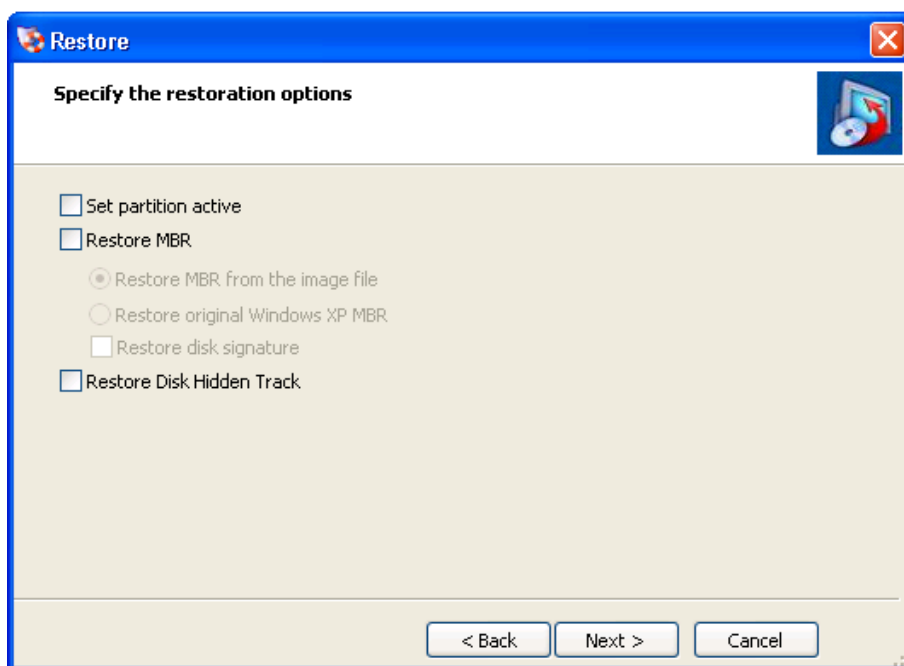 Restore
Specify the restoration options
Set partition active
Restore MBR
Restore MBR from the image file
Restore original Windows XP MBR
Restore disk signature
Restore Disk Hidden Track
< Back Next > Cancel